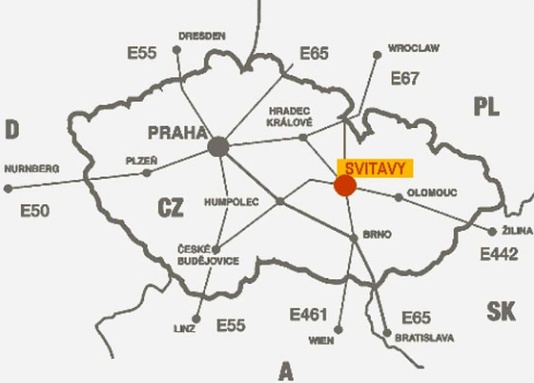 DRESDEN
E55
E65
WROCLAW
E67
PL
HRADEC
KRÁLOVÉ
D
PRAHA
PLZEŇ
NURNBERG
SVITAVY
E50
CZ
HUMPOLEC
OLOMOUC
ŽILINA
BRNO
E442
ČESKÉ
BUDĚJOVICE
SK
E461
E65
LINZ
E55
WIEN
BRATISLAVA
A